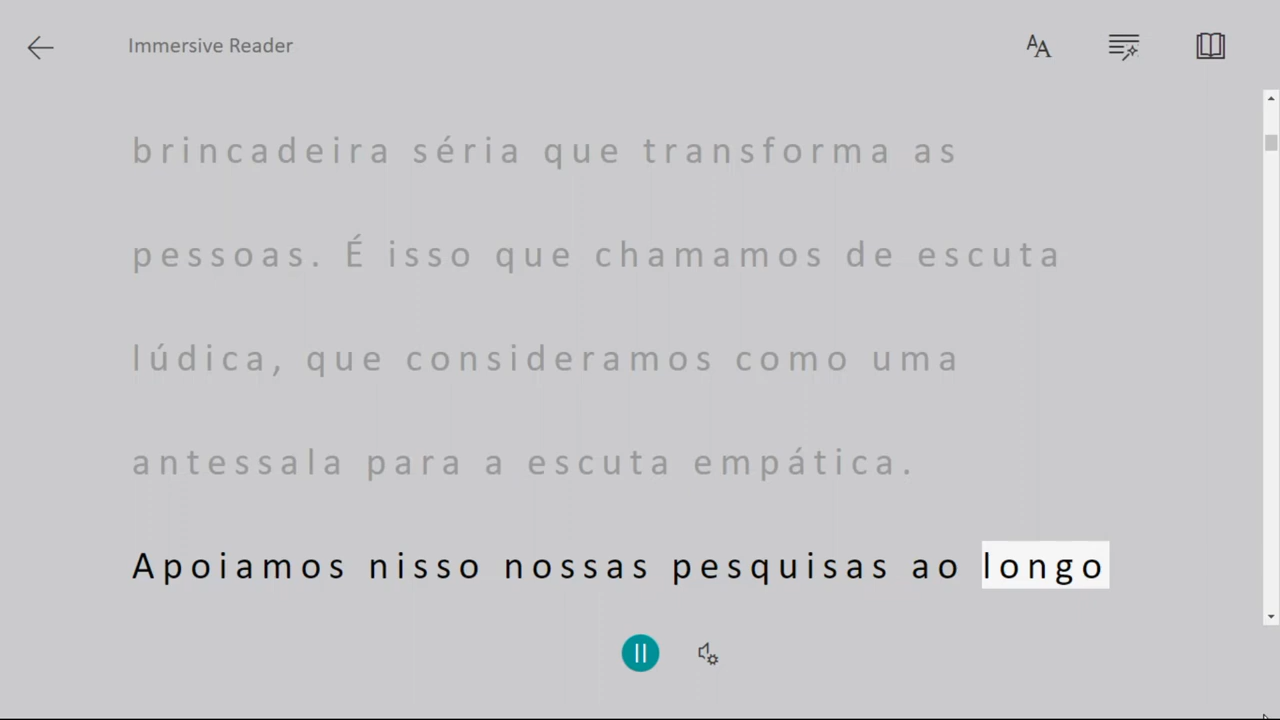 Immersive Reader
brincadeira séria que transforma as
pessoas. É isso que chamamos de escuta
lúdica, que consideramos como uma
antessala para a escuta empática.
Apoiamos nisso nossas pesquisas ao longo